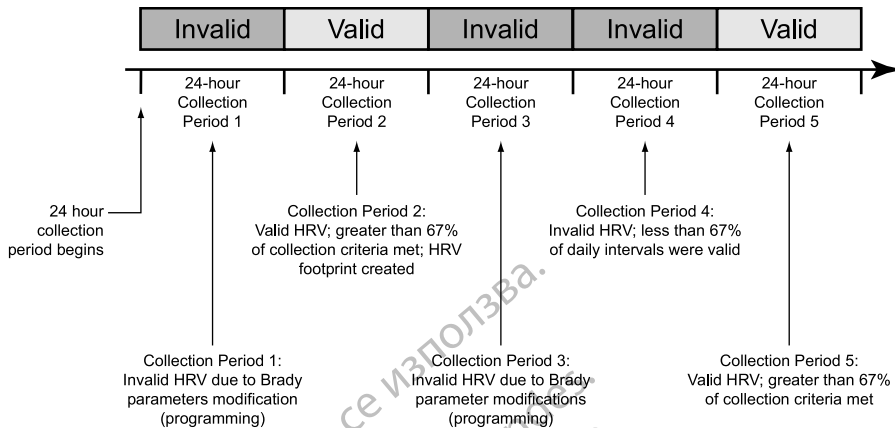 Invalid Valid Invalid Invalid Valid
24-hour
Collection
Period 1
24-hour
Collection
Period 2
24-hour
Collection
Period 3
24-hour
Collection
Period 4
24-hour
Collection
Period 5
24 hour
collection
period begins
Collection Period 2:
Valid HRV; greater than 67%
of collection criteria met; HRV
footprint created
Collection Period 4:
Invalid HRV; less than 67%
of daily intervals were valid
Collection Period 1:
Invalid HRV due to Brady
parameters modification
(programming)
Collection Period 3:
Invalid HRV due to Brady
parameter modifications
(programming)
Collection Period 5:
Valid HRV; greater than 67%
of collection criteria met
се използва.